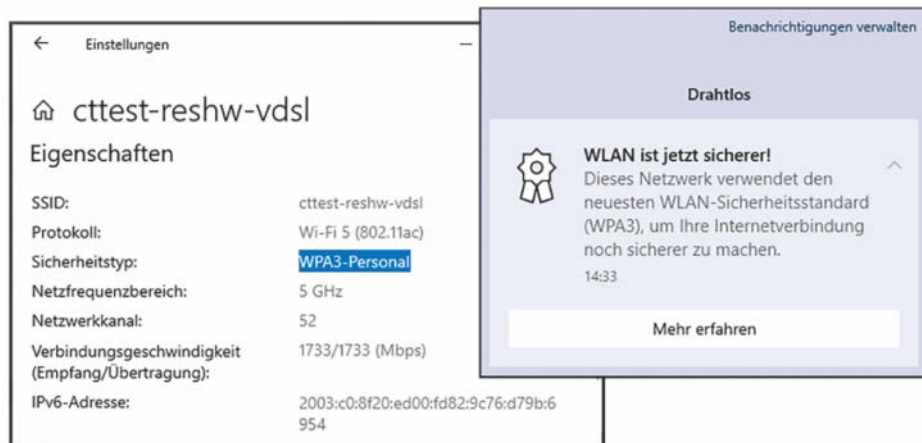 Einstellungen
cttest-reshw-vdsl
Eigenschaften
SSID: cttest-reshw-vdsl
Protokoll: Wi-Fi 5 (802.11ac)
Sicherheitstyp: WPA3-Personal
Netzfrequenzbereich: 5 GHz
Netzwerkkanal: 52
Verbindungsgeschwindigkeit 1733/1733 (Mbps)
(Empfang/Übertragung):
IPv6-Adresse: 2003:c0:8f20:ed00:fd82:9c76:d79b:6
954
Benachrichtigungen verwalten
Drahtlos
WLAN ist jetzt sicherer!
Dieses Netzwerk verwendet den
neuesten WLAN-Sicherheitsstandard
(WPA3), um Ihre Internetverbindung
noch sicherer zu machen.
14:33
Mehr erfahren